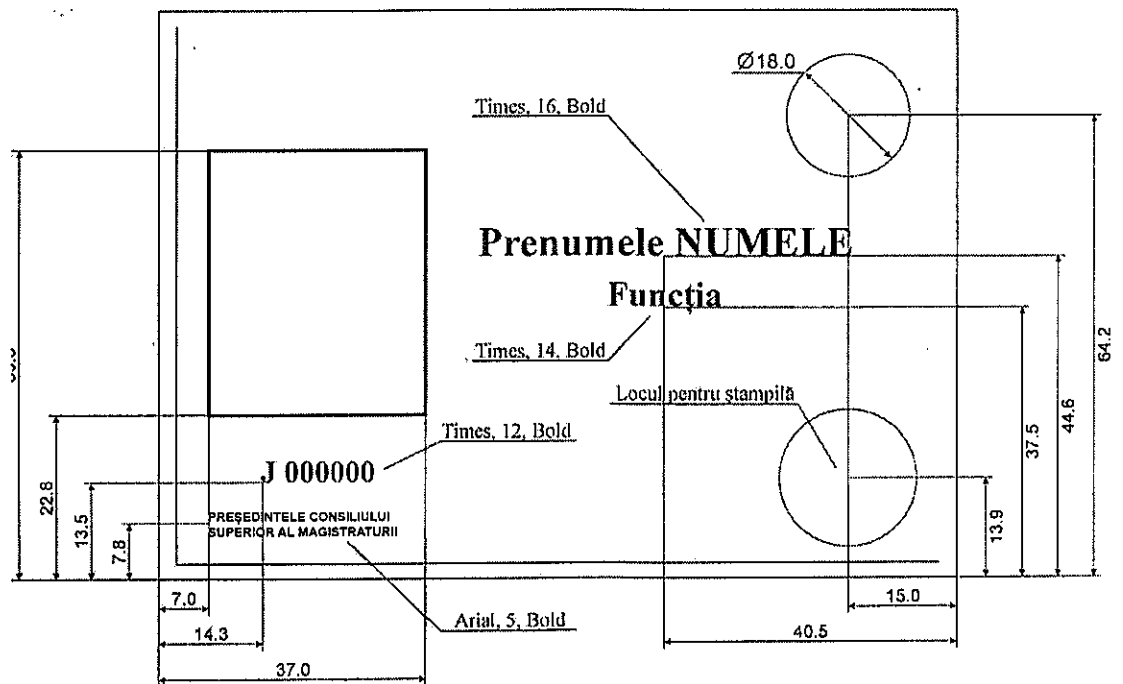 Ø18.0
Times, 16, Bold
Prenumele NUMELE
Funcția
Times, 14. Bold
Locul pentru ștampilă
Times, 12, Bold
J 000000
PREȘEDINTELE CONSILIULUI
SUPERIOR AL MAGISTRATURII
Arial, 5, Bold
22.8
13.5
7.8
7.0
14.3
37.0
64.2
44.6
37.5
13.9
15.0
40.5